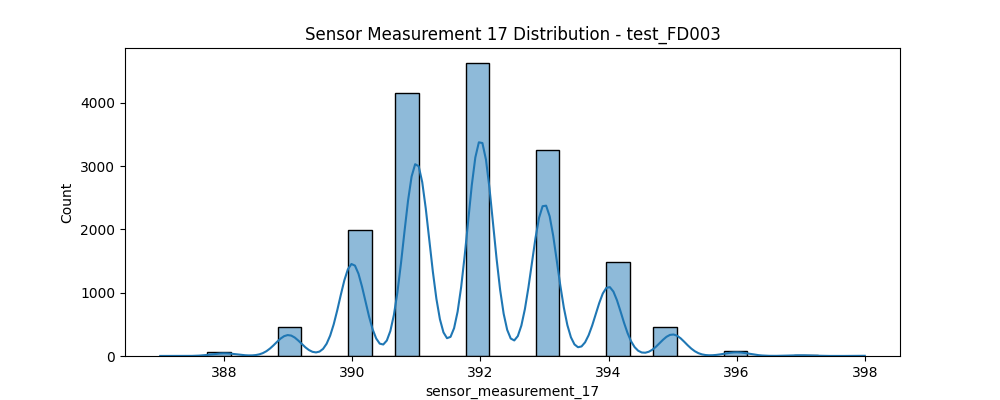 Sensor Measurement 17 Distribution - test_FD003
Count
4000
3000
2000
1000
0
388 390 392 394 396 398
sensor_measurement_17